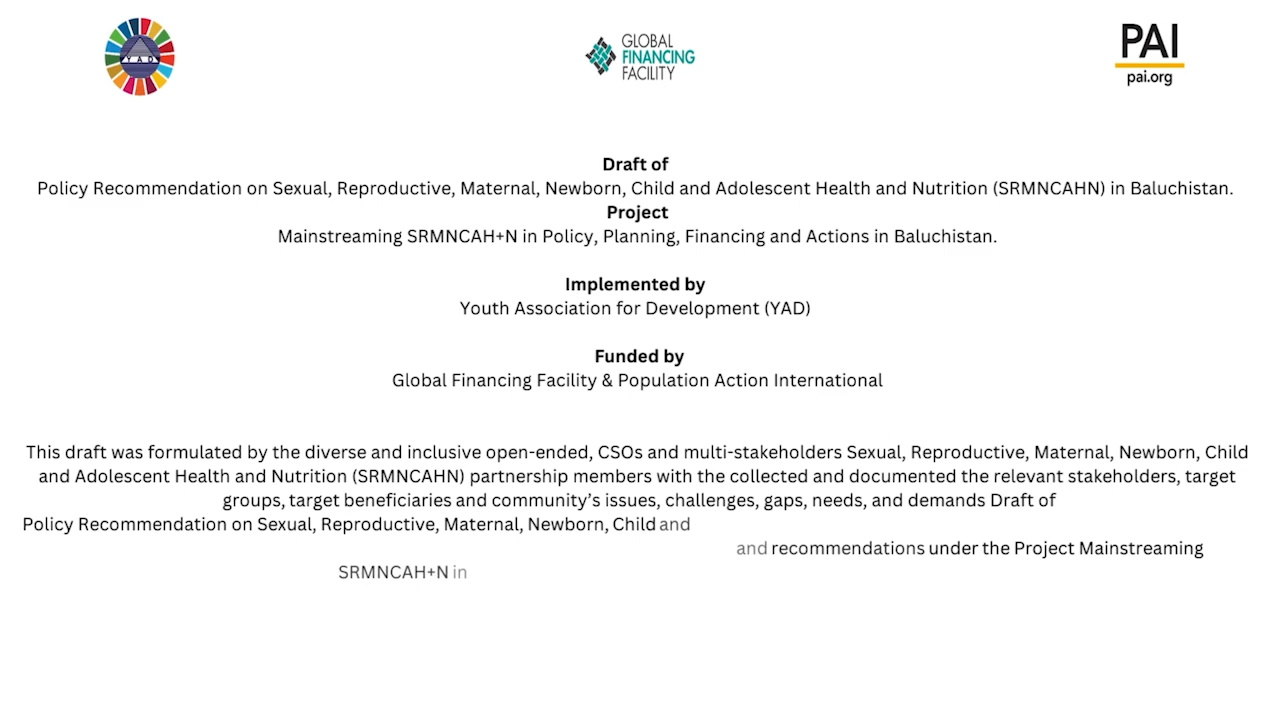 YAD
GLOBAL
FINANCING
FACILITY
PAI
pai.org
Draft of
Policy Recommendation on Sexual, Reproductive, Maternal, Newborn, Child and Adolescent Health and Nutrition (SRMNCAHN) in Baluchistan.
Project
Mainstreaming SRMNCAH+N in Policy, Planning, Financing and Actions in Baluchistan.
Implemented by
Youth Association for Development (YAD)
Funded by
Global Financing Facility & Population Action International
This draft was formulated by the diverse and inclusive open-ended, CSOs and multi-stakeholders Sexual, Reproductive, Maternal, Newborn, Child
and Adolescent Health and Nutrition (SRMNCAHN) partnership members with the collected and documented the relevant stakeholders, target
groups, target beneficiaries and community’s issues, challenges, gaps, needs, and demands Draft of
Policy Recommendation on Sexual, Reproductive, Maternal, Newborn, Child and
and recommendations under the Project Mainstreaming
SRMNCAH+N in